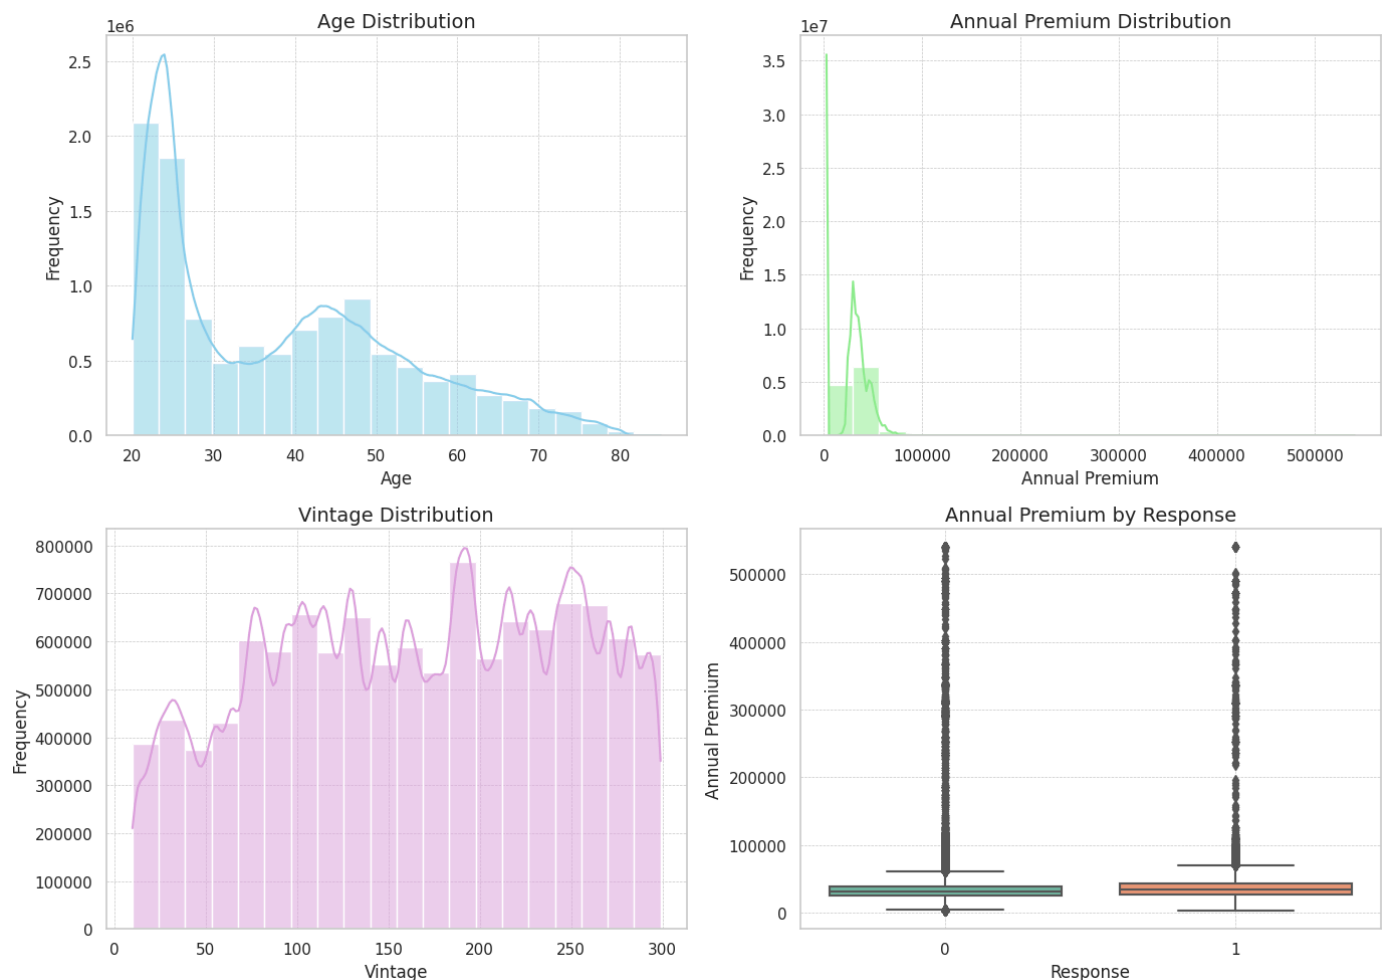 Age Distribution
1e6
2.5
2.0
1.5
1.0
0.5
0.0
Frequency
20 30 40 50 60 70 80
Age
Annual Premium Distribution
1e7
3.5
3.0
2.5
2.0
1.5
1.0
0.5
0.0
Frequency
0 100000 200000 300000 400000 500000
Annual Premium
Vintage Distribution
800000
700000
600000
500000
400000
300000
200000
100000
0
Frequency
0 50 100 150 200 250 300
Vintage
Annual Premium by Response
500000
400000
300000
200000
100000
0
Annual Premium
0 1
Response